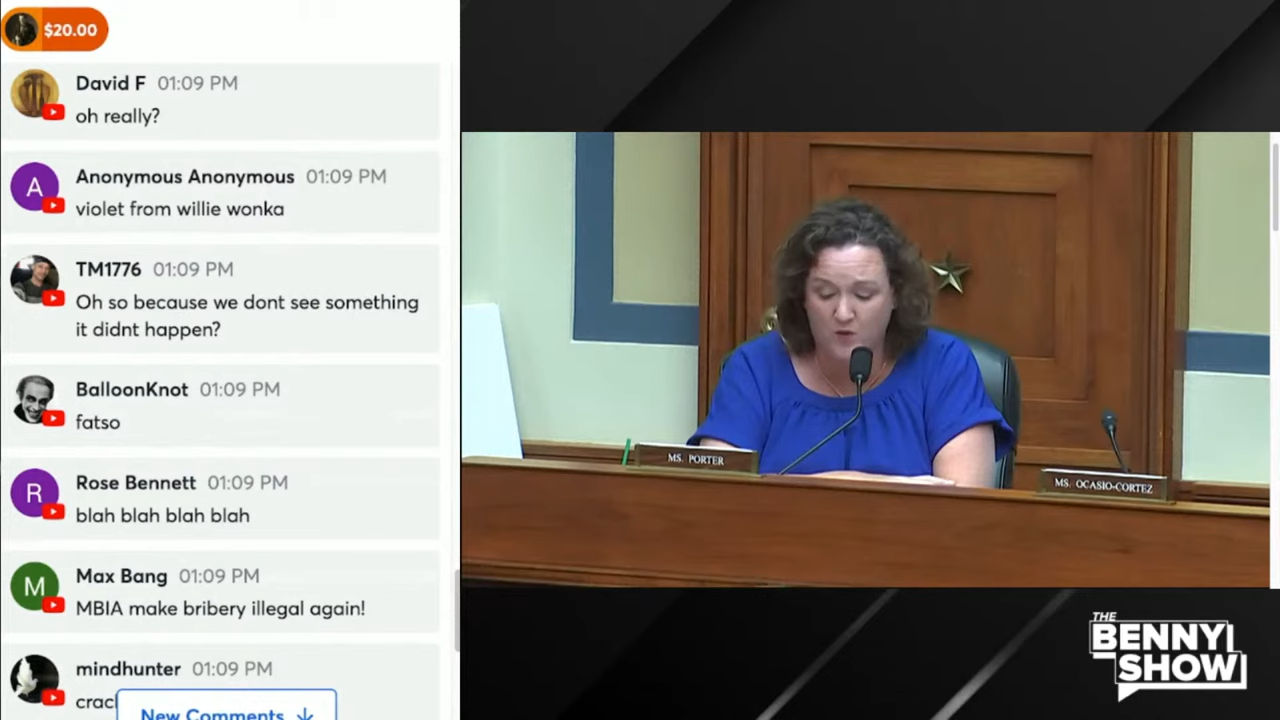 $20.00
David F 01:09 PM
oh really?
A
Anonymous Anonymous 01:09 PM
violet from willie wonka
TM1776 01:09 PM
Oh so because we dont see something
it didnt happen?
BalloonKnot 01:09 PM
fatso
R
Rose Bennett 01:09 PM
blah blah blah blah
M
Max Bang 01:09 PM
MBIA make bribery illegal again!
mindhunter 01:09 PM
New Comments
MS. PORTER
MS. OCASIO-CORTEZ
THE
BENNY
SHOW